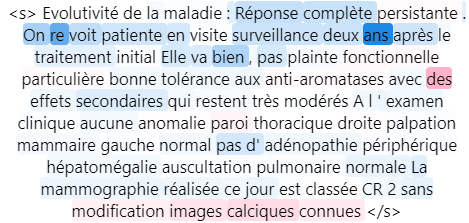 <s> Evolutivité de la maladie : Réponse complète persistante .
On re voit patiente en visite surveillance deux ans après le
traitement initial Elle va bien , pas plainte fonctionnelle
particulière bonne tolérance aux anti-aromatases avec des
effets secondaires qui restent très modérés A l ' examen
clinique aucune anomalie paroi thoracique droite palpation
mammaire gauche normal pas d' adénopathie périphérique
hépatomégalie auscultation pulmonaire normale La
mammographie réalisée ce jour est classée CR 2 sans
modification images calciques connues </s>